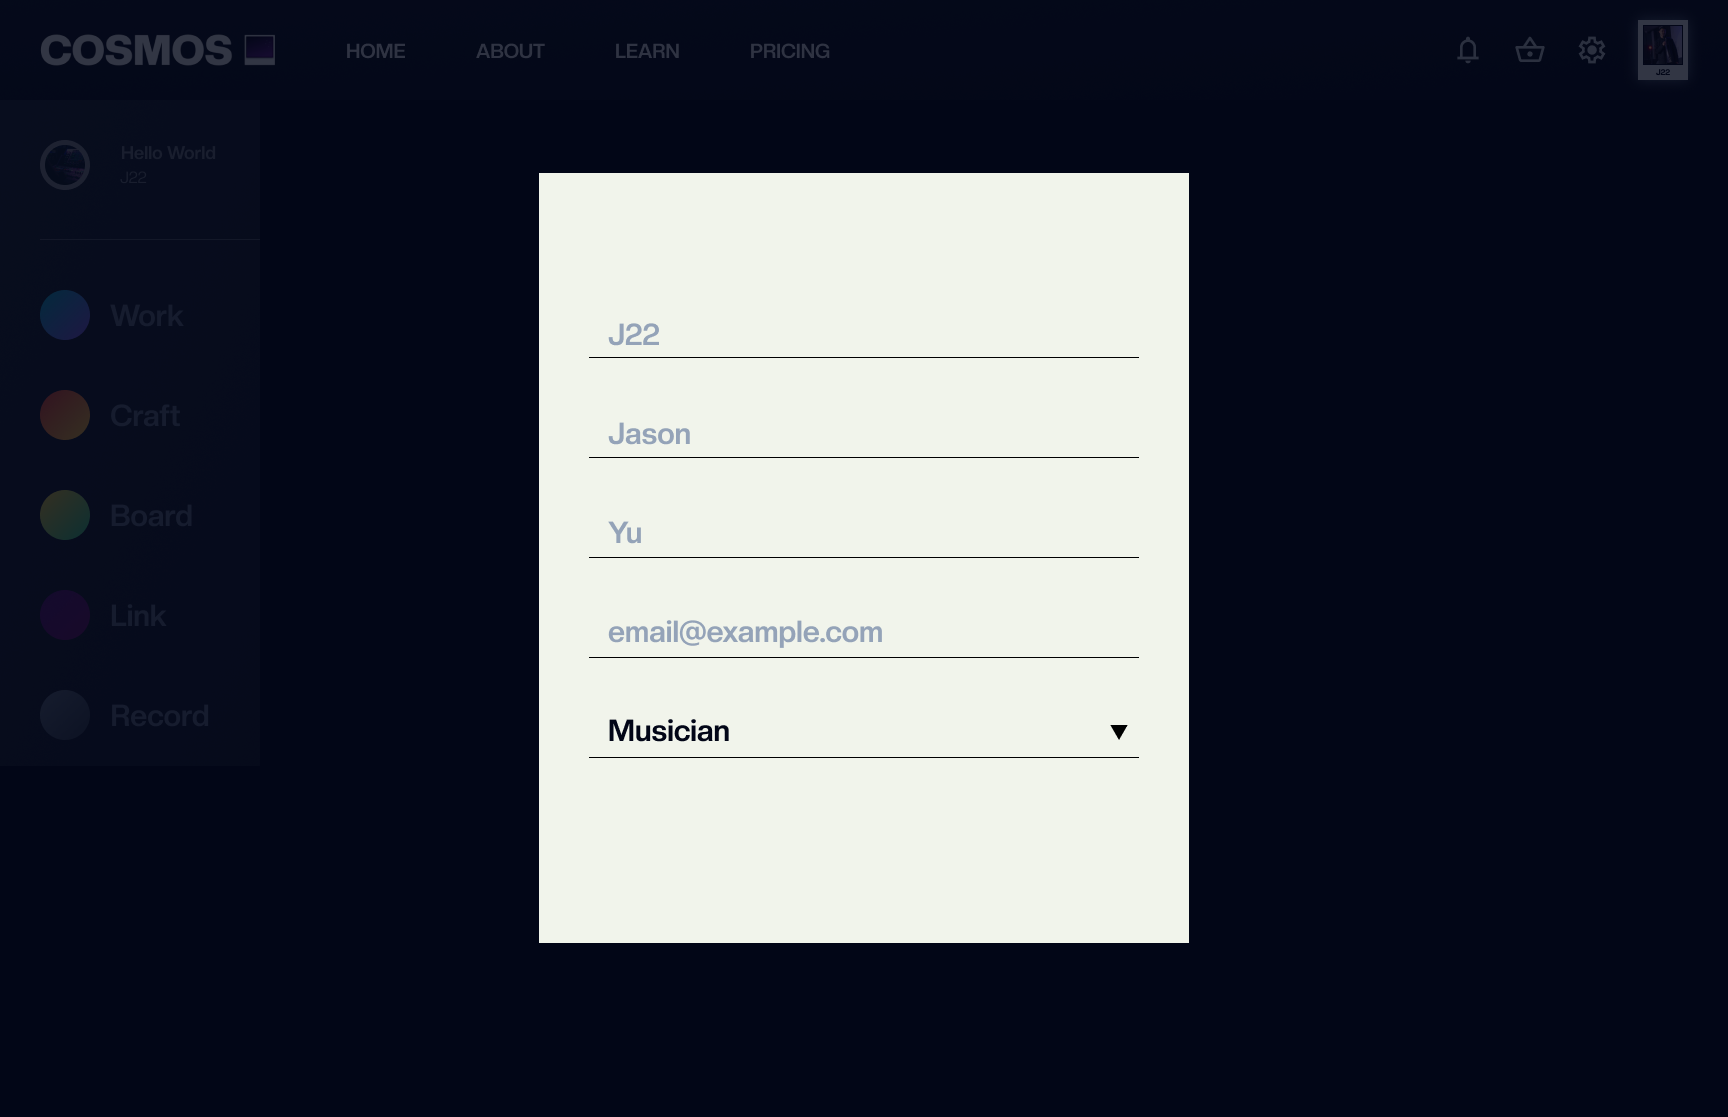 COSMOS
HOME
ABOUT
LEARN
PRICING
J22
Hello World
J22
Work
Craft
Board
Link
Record
J22
Jason
Yu
email@example.com
Musician